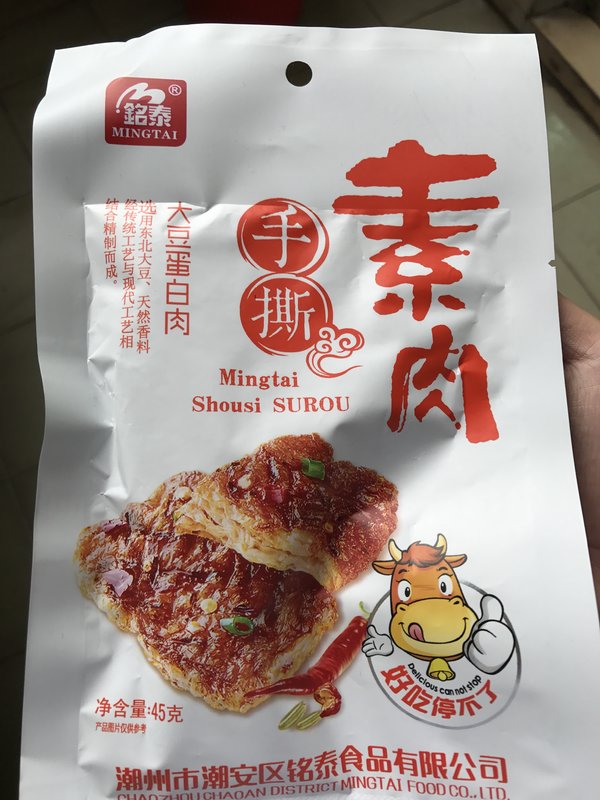 銘泰®
MINGTAI
素肉
手撕
Mingtai
Shousi SUROU
大豆蛋白肉
选用东北大豆、天然香料
经传统工艺与现代工艺相
结合精制而成。
Delicious can not stop
好吃停不了
净含量:45克
产品图片仅供参考
潮州市潮安区铭泰食品有限公司
CHAOZHOU CHAOAN DISTRICT MINGTAI FOOD CO.,LTD.